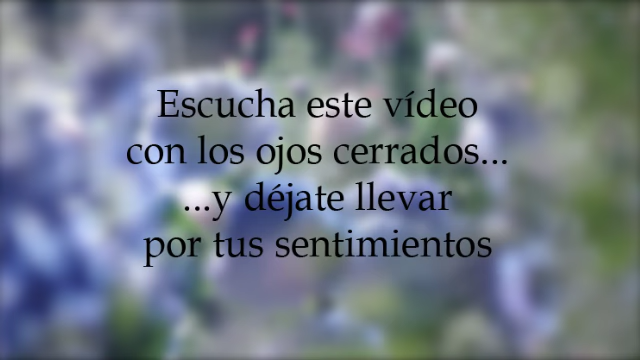 Escucha este vídeo
con los ojos cerrados...
...y déjate llevar
por tus sentimientos